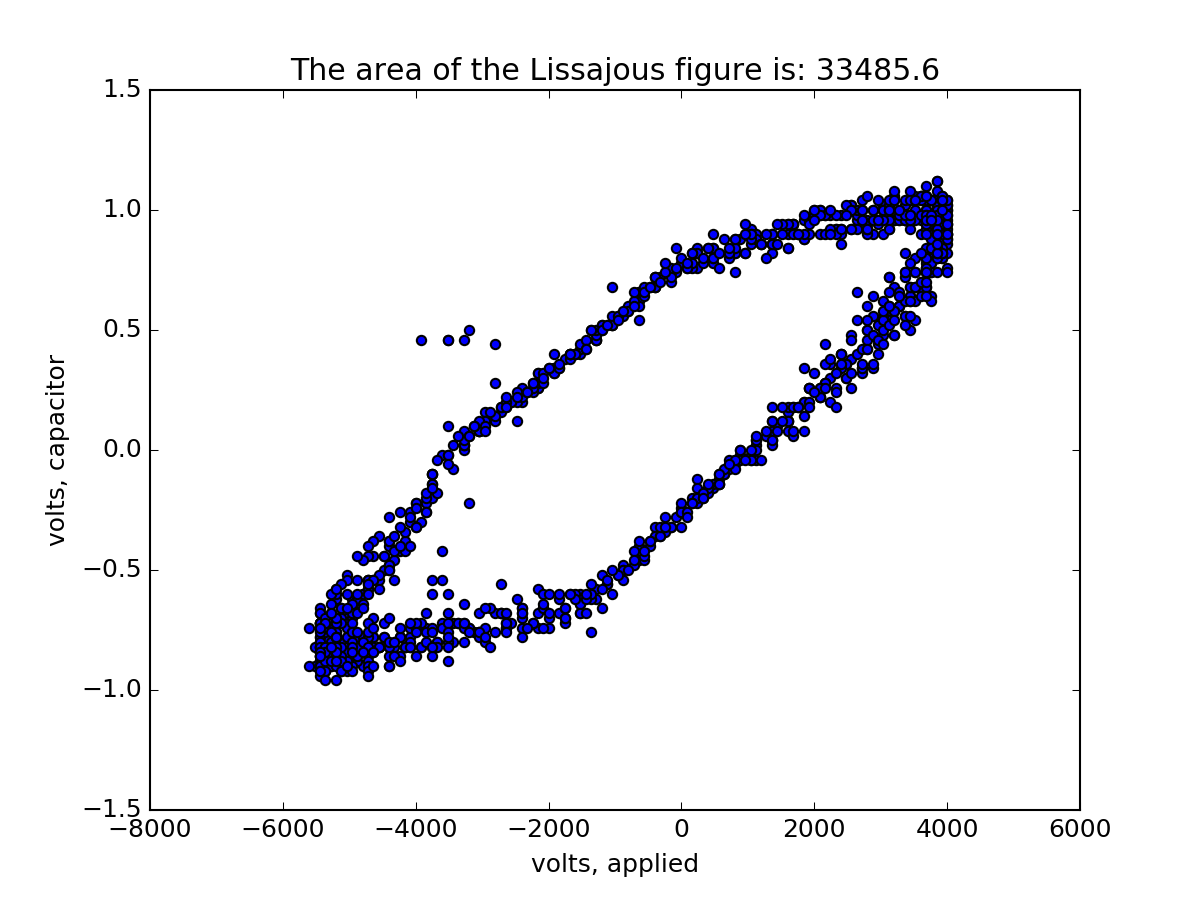 The area of the Lissajous figure is: 33485.6
1.5
1.0
0.5
0.0
−0.5
−1.0
−1.5
volts, capacitor
−8000 −6000 −4000 −2000 0 2000 4000 6000
volts, applied